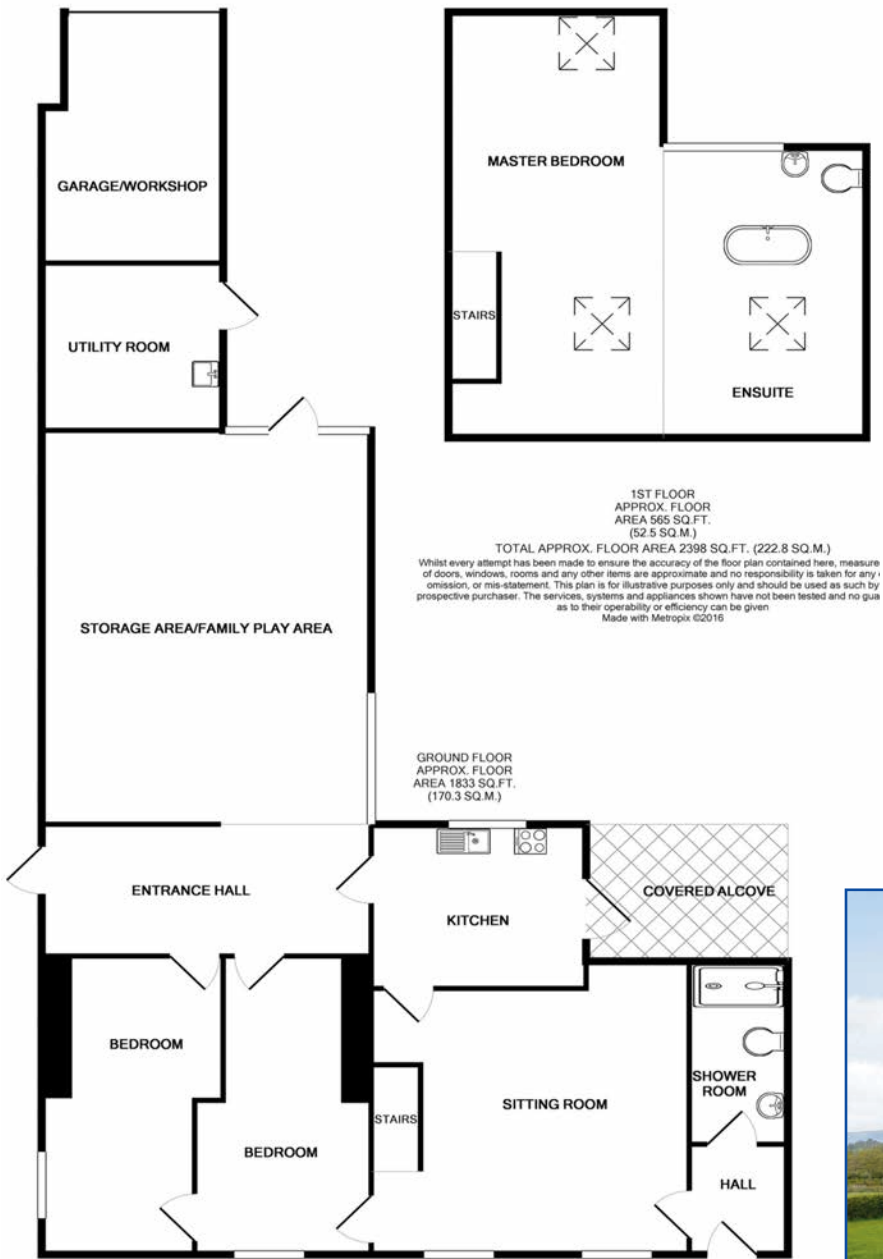 GARAGE/WORKSHOP
UTILITY ROOM
STORAGE AREA/FAMILY PLAY AREA
ENTRANCE HALL
KITCHEN
COVERED ALCOVE
BEDROOM
BEDROOM
STAIRS
SITTING ROOM
SHOWER
ROOM
HALL
GROUND FLOOR
APPROX. FLOOR
AREA 1833 SQ.FT.
(170.3 SQ.M.)
MASTER BEDROOM
STAIRS
ENSUITE
1ST FLOOR
APPROX. FLOOR
AREA 565 SQ.FT.
(52.5 SQ.M.)
TOTAL APPROX. FLOOR AREA 2398 SQ.FT. (222.8 SQ.M.)
Whilst every attempt has been made to ensure the accuracy of the floor plan contained here, measure
of doors, windows, rooms and any other items are approximate and no responsibility is taken for any
omission, or mis-statement. This plan is for illustrative purposes only and should be used as such by
prospective purchaser. The services, systems and appliances shown have not been tested and no gua
as to their operability or efficiency can be given
Made with Metropix ©2016